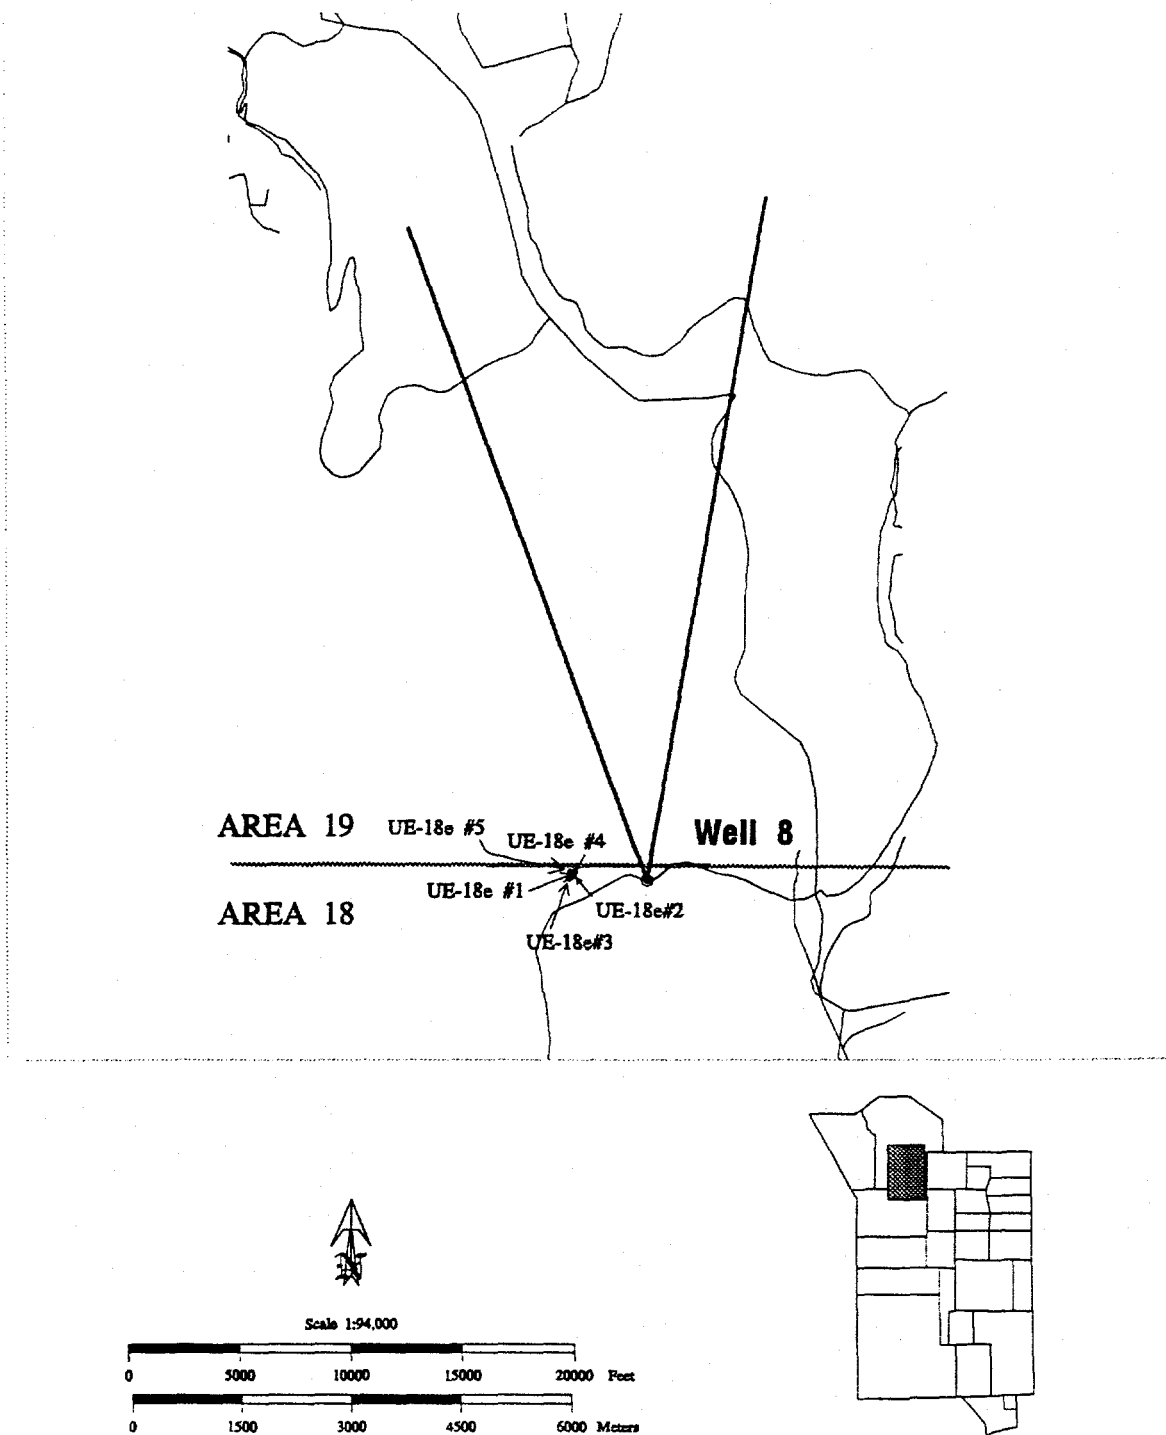 AREA 19
UE-18e #5
UE-18e #4
Well 8
UE-18e #1
AREA 18
UE-18e#2
UE-18e#3
Scale 1:94,000
0 5000 10000 15000 20000 Feet
0 1500 3000 4500 6000 Meters